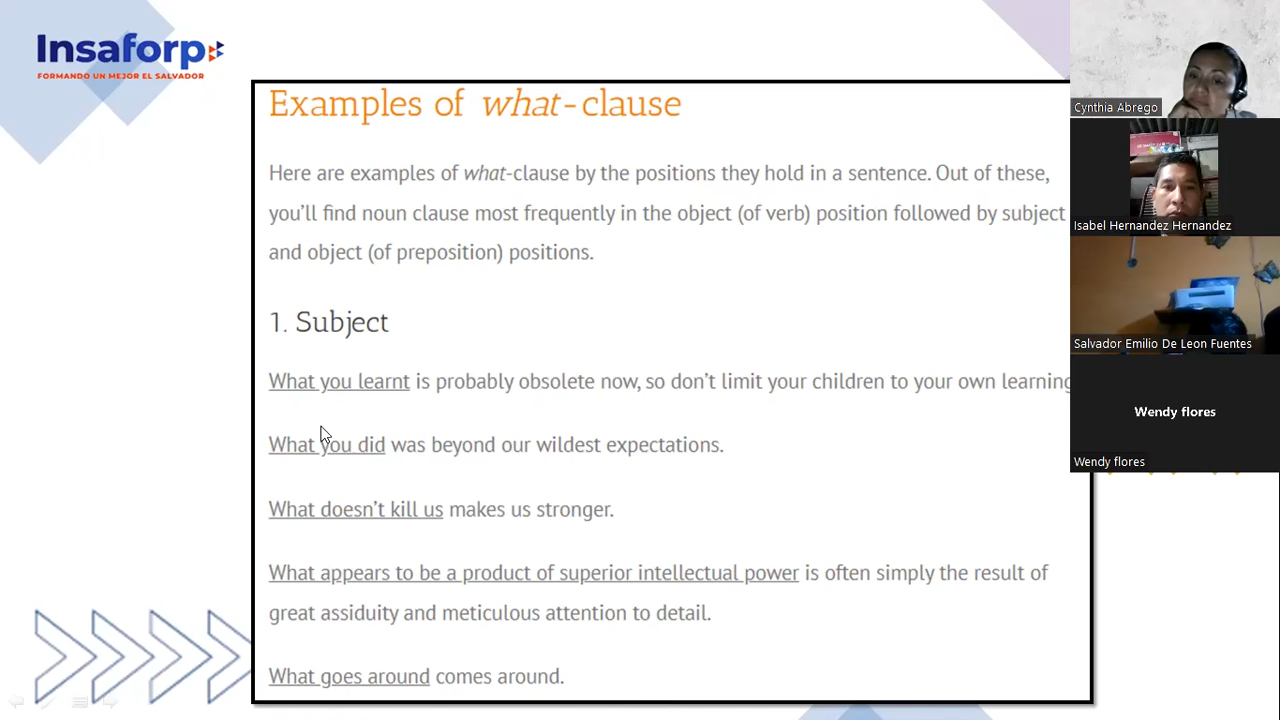 Insaforp
FORMANDO UN MEJOR EL SALVADOR
Examples of what-clause
Here are examples of what-clause by the positions they hold in a sentence. Out of these,
you'll find noun clause most frequently in the object (of verb) position followed by subject
and object (of preposition) positions.
1. Subject
What you learnt is probably obsolete now, so don't limit your children to your own learning
What you did was beyond our wildest expectations.
What doesn't kill us makes us stronger.
What appears to be a product of superior intellectual power is often simply the result of
great assiduity and meticulous attention to detail.
What goes around comes around.
Cynthia Abrego
Isabel Hernandez Hernandez
Salvador Emilio De Leon Fuentes
Wendy flores
Wendy flores